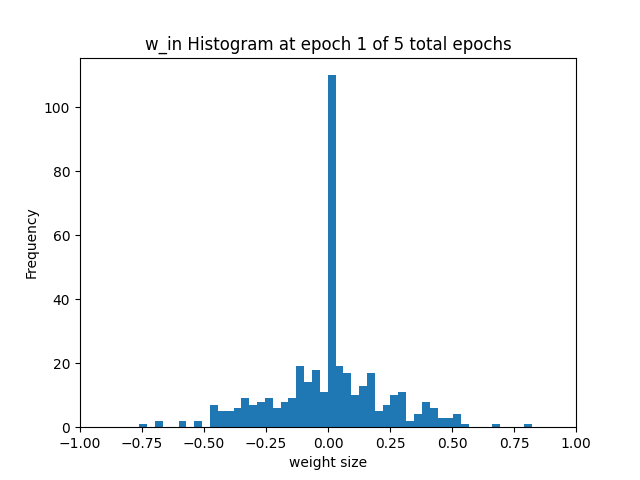 w_in Histogram at epoch 1 of 5 total epochs
100
80
60
40
20
0
Frequency
−1.00 −0.75 −0.50 −0.25 0.00 0.25 0.50 0.75 1.00
weight size